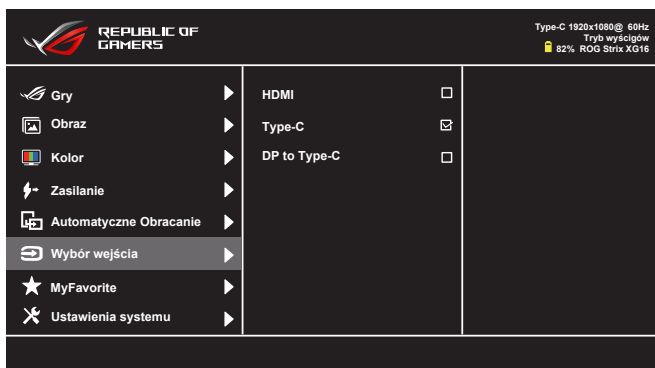 REPUBLIC OF
GAMERS
Type-C 1920x1080@ 60Hz
Tryb wyścigów
82% ROG Strix XG16
Gry
Obraz
Kolor
Zasilanie
Automatyczne Obracanie
Wybór wejścia
MyFavorite
Ustawienia systemu
HDMI
Type-C
DP to Type-C